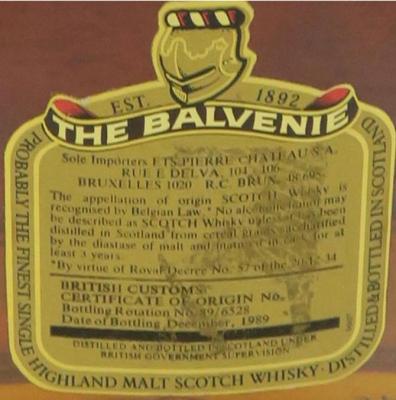 EST. 1892
THE BALVENIE
PROBABLY THE FINEST SINGLE HIGHLAND MALT SCOTCH WHISKY · DISTILLED & BOTTLED IN SCOTLAND
Sole Importers ETS. PIERRE CHATEAU S.A.
RUE E DELVA, 104 - 106
BRUXELLES 1020 R.C. BRUX.
The appellation of origin SCOTCH Whisky is
recognised by Belgian Law. * No alcoholic liquor may
be described as SCOTCH Whisky unless it has been
distilled in Scotland from cereal grains saccharified
by the diastase of malt and matured in cask for at
least 3 years.
*By virtue of Royal Decree No. 57 of the 20-12-34
BRITISH CUSTOMS
CERTIFICATE OF ORIGIN No.
Bottling Rotation No. 89/6528
Date of Bottling, December, 1989
DISTILLED AND BOTTLED IN SCOTLAND UNDER
BRITISH GOVERNMENT SUPERVISION